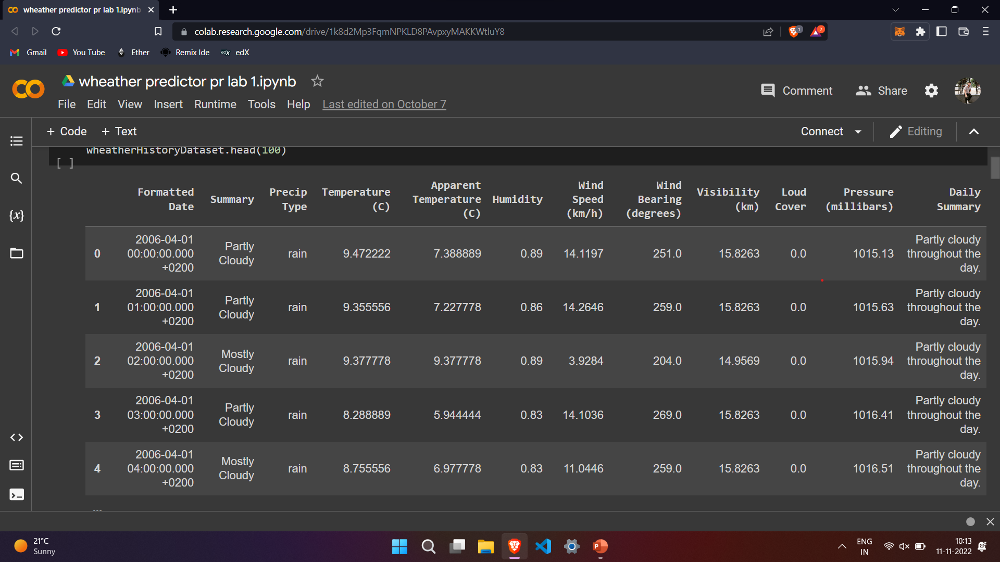 wheather predictor pr lab 1.ipynb
colab.research.google.com/drive/1k8d2Mp3FqmNPKLD8PAvpxyMAKKWtluY8
1
2
Gmail You Tube Ether Remix Ide edX edX
wheather predictor pr lab 1.ipynb
Comment Share
File Edit View Insert Runtime Tools Help Last edited on October 7
+ Code + Text
Connect Editing
wheatherHistoryDataset.head(100)
[ ]
{x}
Formatted Date Summary Precip Type Temperature (C) Apparent Temperature (C) Humidity Wind Speed (km/h) Wind Bearing (degrees) Visibility (km) Loud Cover Pressure (millibars) Daily Summary
0 2006-04-01 00:00:00.000 +0200 Partly Cloudy rain 9.472222 7.388889 0.89 14.1197 251.0 15.8263 0.0 1015.13 Partly cloudy throughout the day.
1 2006-04-01 01:00:00.000 +0200 Partly Cloudy rain 9.355556 7.227778 0.86 14.2646 259.0 15.8263 0.0 1015.63 Partly cloudy throughout the day.
2 2006-04-01 02:00:00.000 +0200 Mostly Cloudy rain 9.377778 9.377778 0.89 3.9284 204.0 14.9569 0.0 1015.94 Partly cloudy throughout the day.
3 2006-04-01 03:00:00.000 +0200 Partly Cloudy rain 8.288889 5.944444 0.83 14.1036 269.0 15.8263 0.0 1016.41 Partly cloudy throughout the day.
4 2006-04-01 04:00:00.000 +0200 Mostly Cloudy rain 8.755556 6.977778 0.83 11.0446 259.0 15.8263 0.0 1016.51 Partly cloudy throughout the day.
...
21°C
Sunny
P
ENG
IN
10:13
11-11-2022